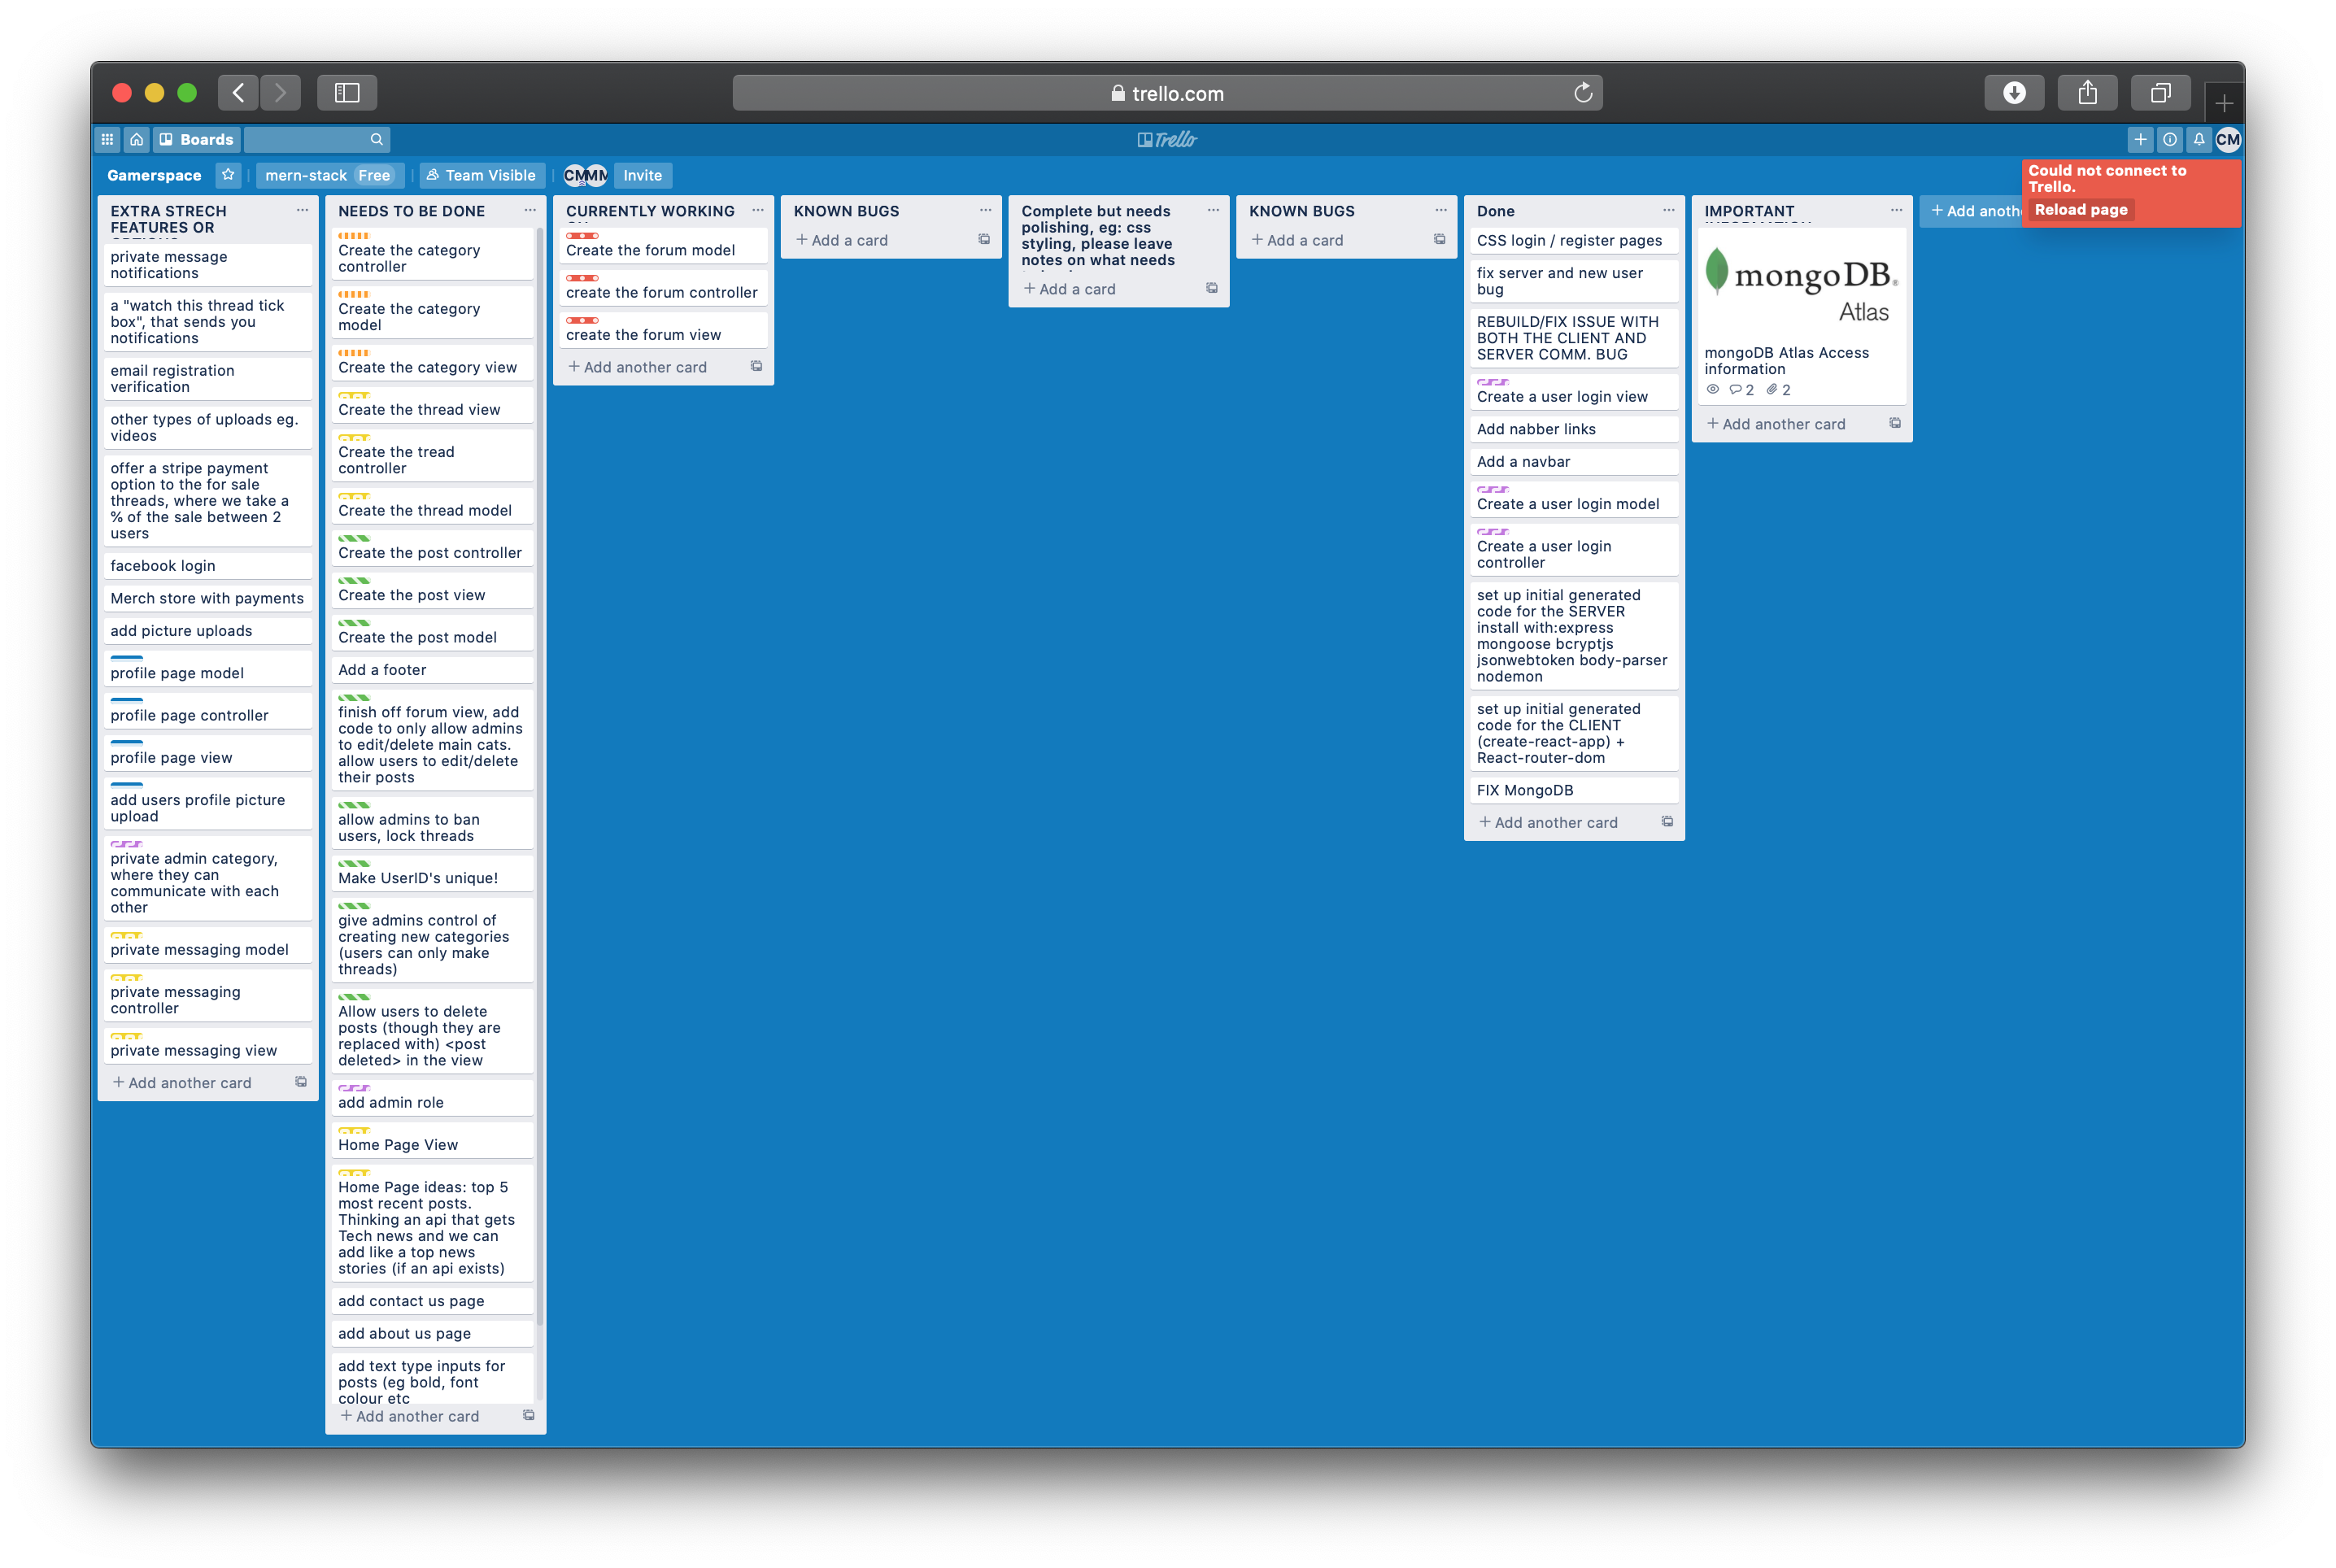 trello.com
Boards
Trello
CM
Gamerspace
mern-stack Free
Team Visible
CM MM
Invite
Could not connect to
Trello.
Reload page
EXTRA STRECH
FEATURES OR
private message
notifications
a "watch this thread tick
box", that sends you
notifications
email registration
verification
other types of uploads eg.
videos
offer a stripe payment
option to the for sale
threads, where we take a
% of the sale between 2
users
facebook login
Merch store with payments
add picture uploads
profile page model
profile page controller
profile page view
add users profile picture
upload
private admin category,
where they can
communicate with each
other
private messaging model
private messaging
controller
private messaging view
+ Add another card
NEEDS TO BE DONE
Create the category
controller
Create the category
model
Create the category view
Create the thread view
Create the tread
controller
Create the thread model
Create the post controller
Create the post view
Create the post model
Add a footer
finish off forum view, add
code to only allow admins
to edit/delete main cats.
allow users to edit/delete
their posts
allow admins to ban
users, lock threads
Make UserID's unique!
give admins control of
creating new categories
(users can only make
threads)
Allow users to delete
posts (though they are
replaced with) <post
deleted> in the view
add admin role
Home Page View
Home Page ideas: top 5
most recent posts.
Thinking an api that gets
Tech news and we can
add like a top news
stories (if an api exists)
add contact us page
add about us page
add text type inputs for
posts (eg bold, font
colour etc
+ Add another card
CURRENTLY WORKING
Create the forum model
create the forum controller
create the forum view
+ Add another card
KNOWN BUGS
+ Add a card
Complete but needs
polishing, eg: css
styling, please leave
notes on what needs
+ Add a card
KNOWN BUGS
+ Add a card
Done
CSS login / register pages
fix server and new user
bug
REBUILD/FIX ISSUE WITH
BOTH THE CLIENT AND
SERVER COMM. BUG
Create a user login view
Add nabber links
Add a navbar
Create a user login model
Create a user login
controller
set up initial generated
code for the SERVER
install with:express
mongoose bcryptjs
jsonwebtoken body-parser
nodemon
set up initial generated
code for the CLIENT
(create-react-app) +
React-router-dom
FIX MongoDB
+ Add another card
IMPORTANT
mongoDB®
Atlas
mongoDB Atlas Access
information
2 2
+ Add another card
+ Add anoth